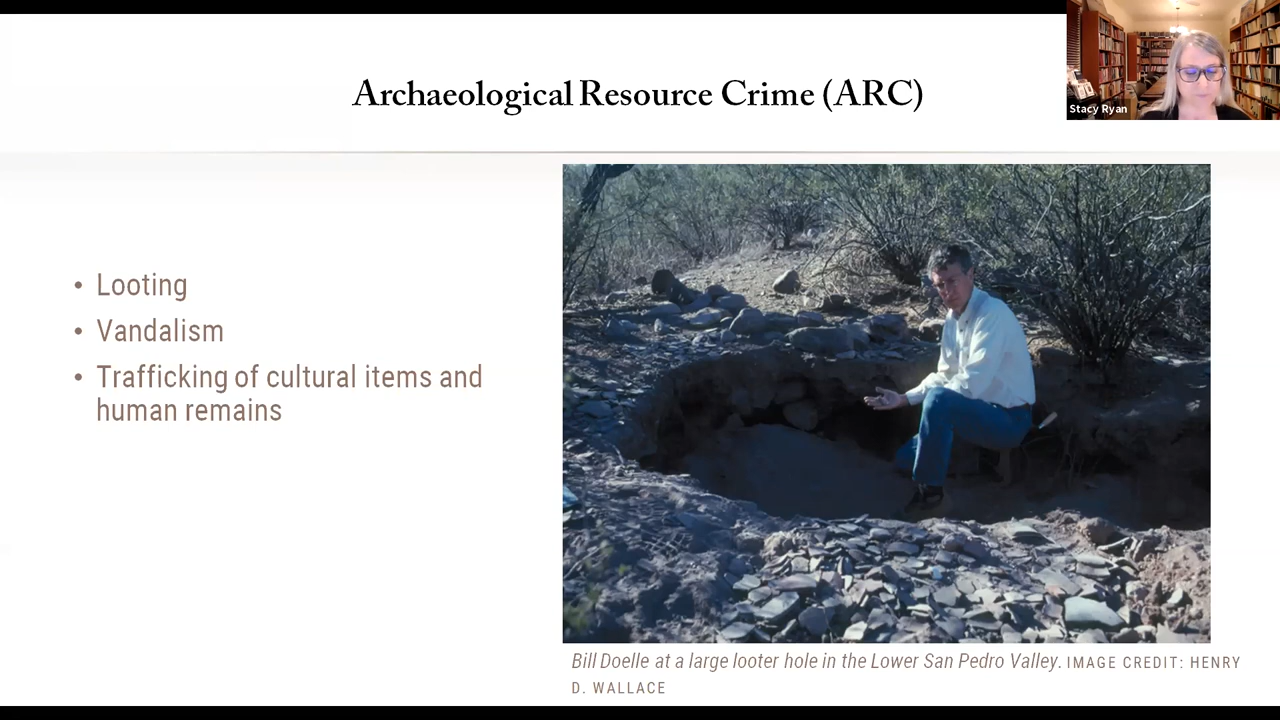 Archaeological Resource Crime (ARC)
Stacy Ryan
• Looting
• Vandalism
• Trafficking of cultural items and
human remains
Bill Doelle at a large looter hole in the Lower San Pedro Valley. IMAGE CREDIT: HENRY
D. WALLACE